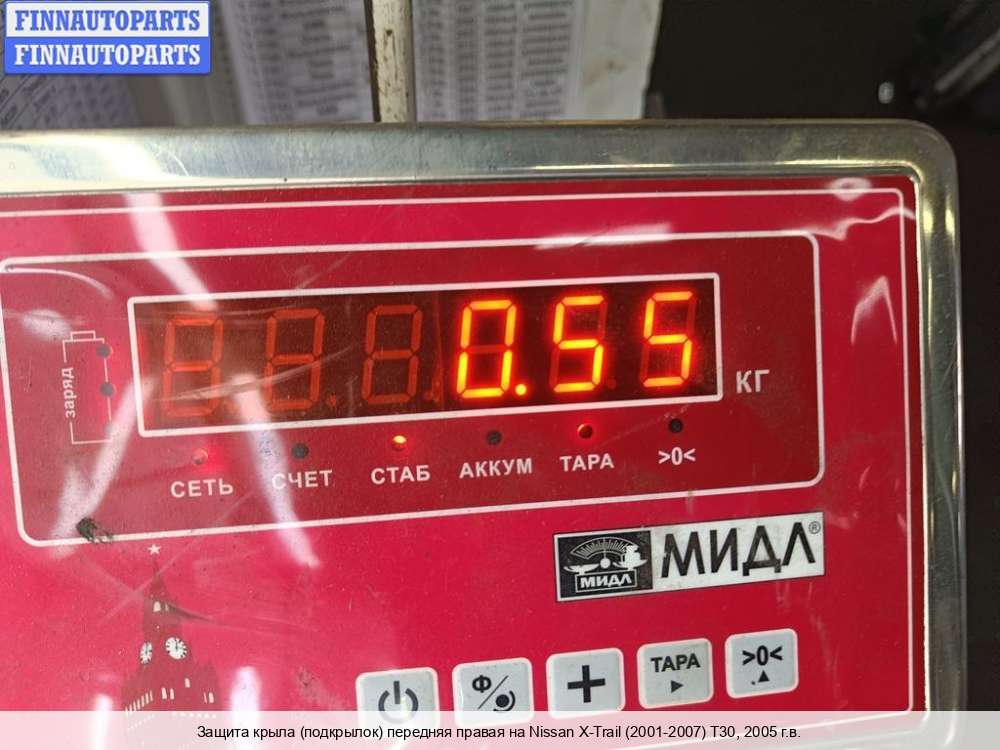 FINNAUTOPARTS
FINNAUTOPARTS
заряд
0.55
КГ
СЕТЬ
СЧЕТ
СТАБ
АККУМ
ТАРА
>0<
МИДЛ
МИДЛ®
Ф/
+
ТАРА
>0<
Защита крыла (подкрылок) передняя правая на Nissan X-Trail (2001-2007) T30, 2005 г.в.